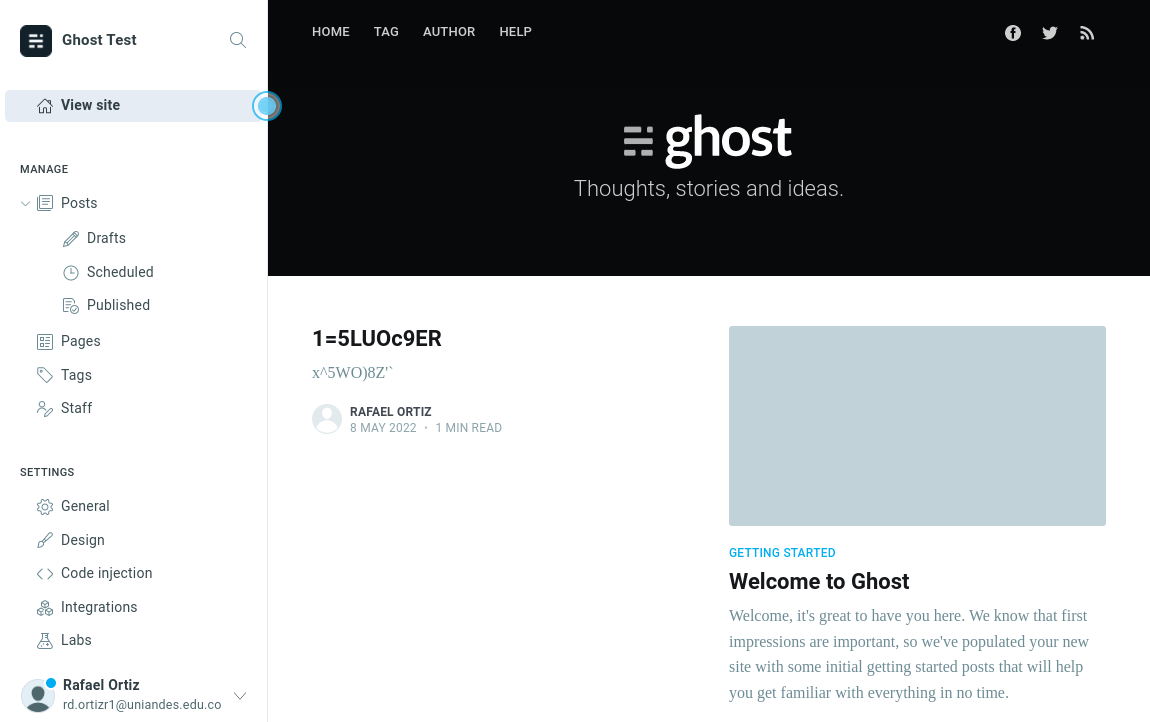 Ghost Test
View site
MANAGE
Posts
Drafts
Scheduled
Published
Pages
Tags
Staff
SETTINGS
General
Design
Code injection
Integrations
Labs
Rafael Ortiz
rd.ortizr1@uniandes.edu.co
HOME TAG AUTHOR HELP
ghost
Thoughts, stories and ideas.
1=5LUOc9ER
x^5WO)8Z'`
RAFAEL ORTIZ
8 MAY 2022 • 1 MIN READ
GETTING STARTED
Welcome to Ghost
Welcome, it's great to have you here. We know that first
impressions are important, so we've populated your new
site with some initial getting started posts that will help
you get familiar with everything in no time.